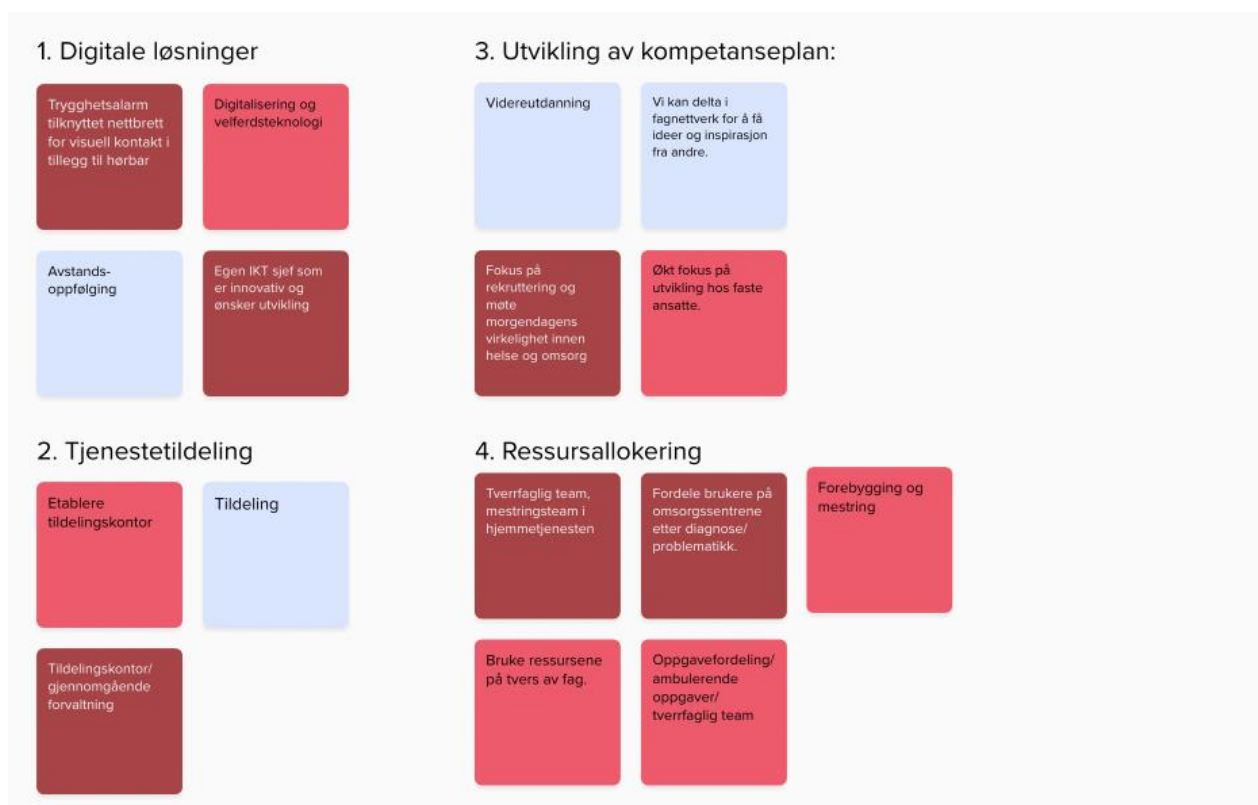 1. Digitale løsninger
Trygghetsalarm
tilknyttet nettbrett
for visuell kontakt i
tillegg til hørbar
Digitalisering og
velferdsteknologi
Avstands-
oppfølging
Egen IKT sjef som
er innovativ og
ønsker utvikling
2. Tjenestetildeling
Etablere
tildelingskontor
Tildeling
Tildelingskontor/
gjennomgående
forvaltning
3. Utvikling av kompetanseplan:
Videreutdanning
Vi kan delta i
fagnettverk for å få
ideer og inspirasjon
fra andre.
Fokus på
rekruttering og
møte
morgendagens
virkelighet innen
helse og omsorg
Økt fokus på
utvikling hos faste
ansatte.
4. Ressursallokering
Tverrfaglig team,
mestringsteam i
hjemmetjenesten
Fordele brukere på
omsorgssentrene
etter diagnose/
problematikk.
Forebygging og
mestring
Bruke ressursene
på tvers av fag.
Oppgavefordeling/
ambulerende
oppgaver/
tverrfaglig team